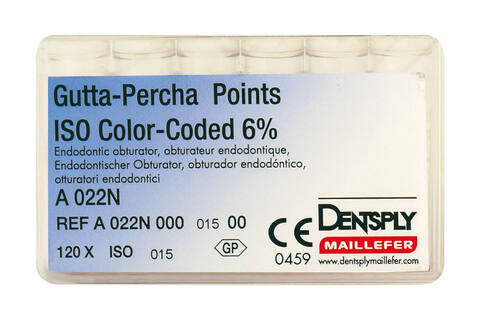 Gutta-Percha Points
ISO Color-Coded 6%
Endodontic obturator, obturateur endodontique,
Endodontischer Obturator, obturador endodóntico,
otturatori endodontici
A 022N
REF A 022N 000 015 00
120 X ISO 015
GP
CE
0459
DENTSPLY
MAILLEFER
www.dentsplymaillefer.com